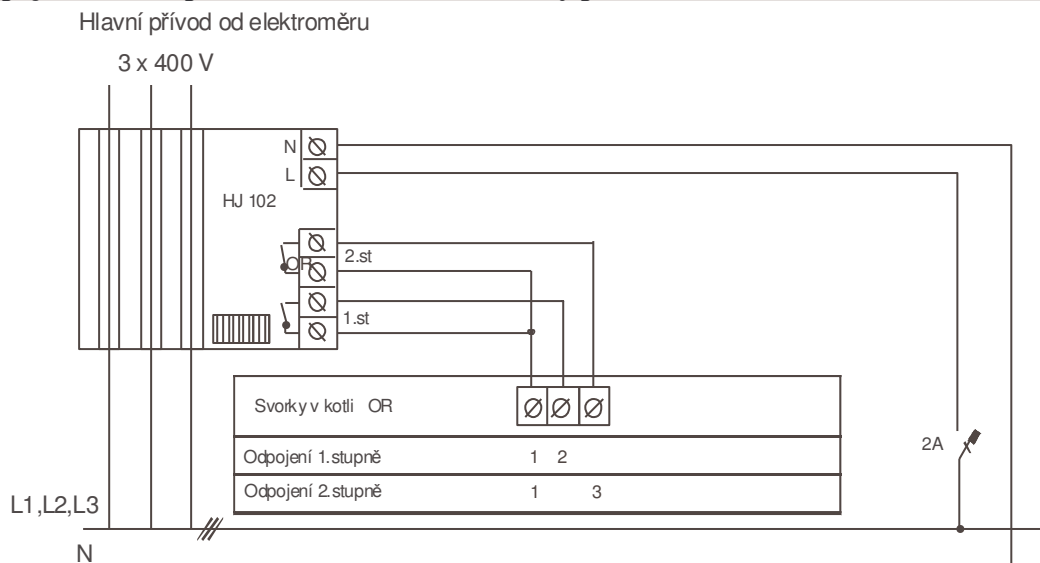 Hlavní přívod od elektroměru
3 x 400 V
N
L
HJ 102
OR
2.st
1.st
Svorky v kotli OR
Odpojení 1.stupně 1 2
Odpojení 2.stupně 1 3
2A
L1,L2,L3
N